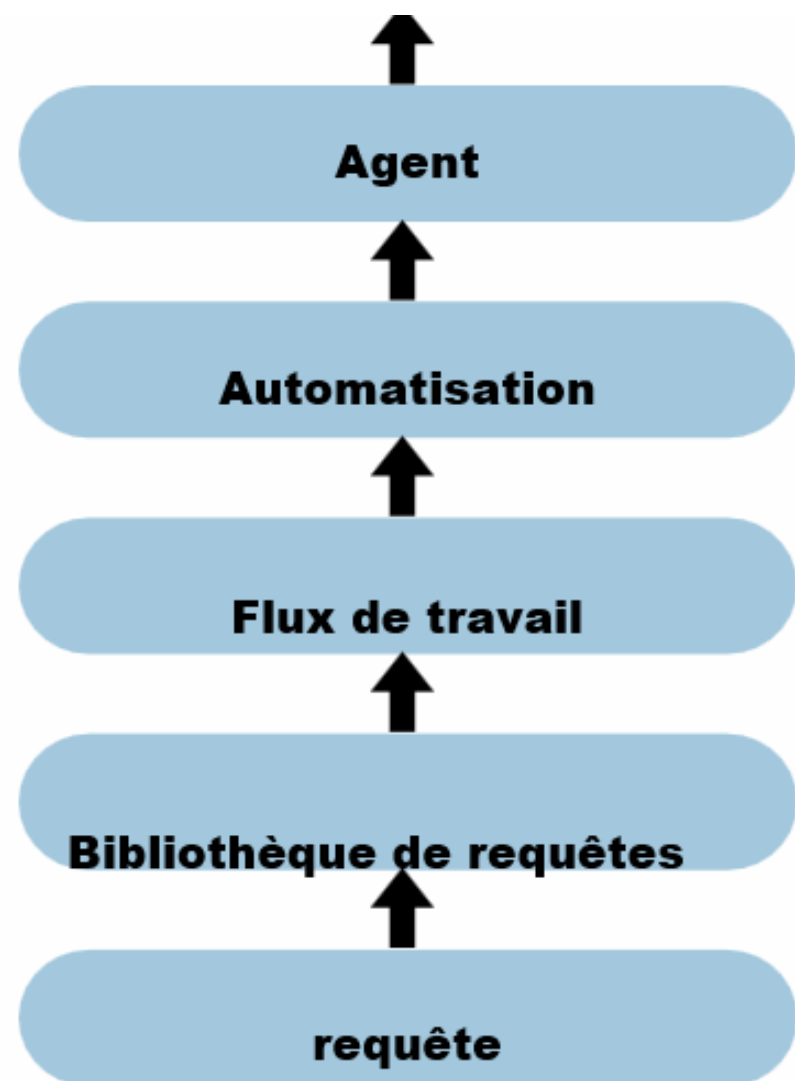 Agent
Automatisation
Flux de travail
Bibliothèque de requêtes
requête